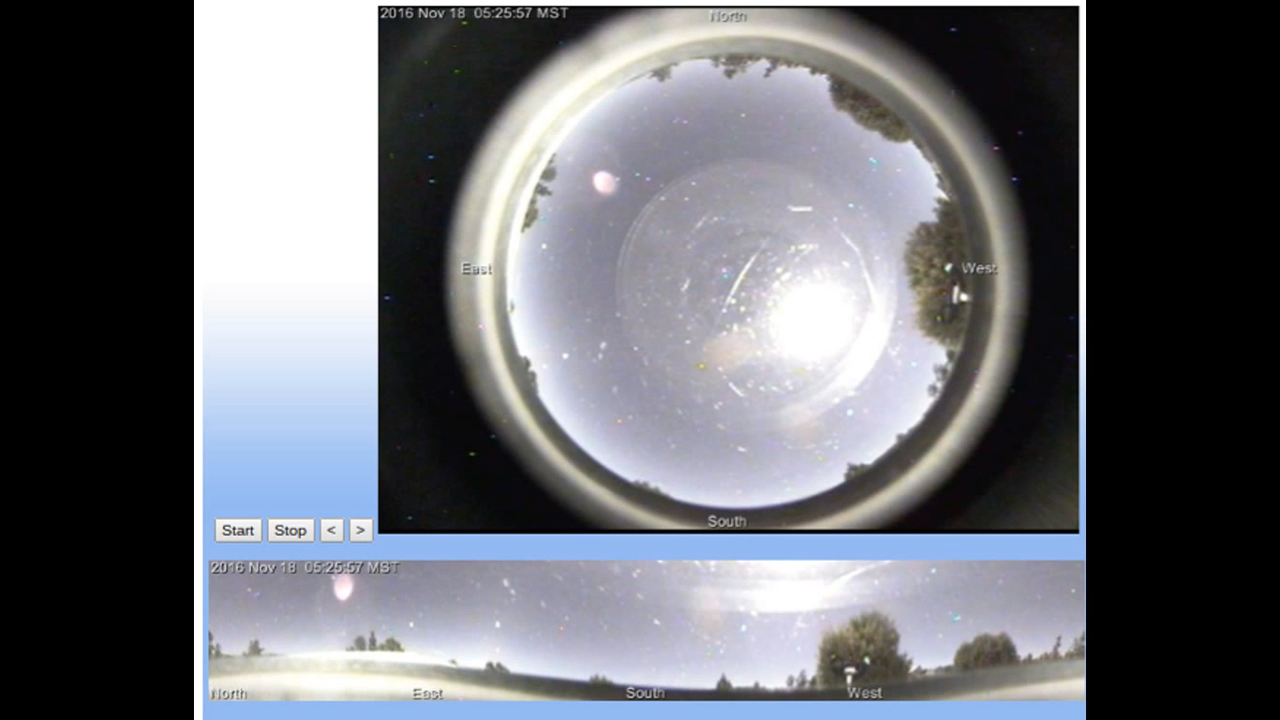 2016 Nov 18 05:25:57 MST
North
East
West
South
Start Stop < >
2016 Nov 18 05:25:57 MST
North East South West